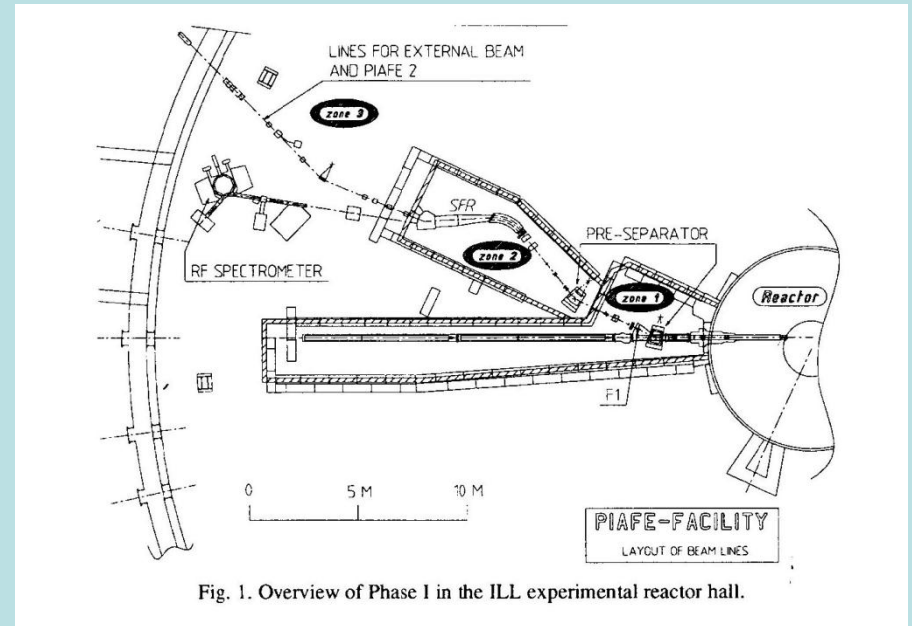 LINES FOR EXTERNAL BEAM
AND PIAFE 2
zone 3
SFR
PRE-SEPARATOR
zone 2
RF SPECTROMETER
zone 1
Reactor
F1
0 5 M 10 M
PIAFE-FACILITY
LAYOUT OF BEAM LINES
Fig. 1. Overview of Phase I in the ILL experimental reactor hall.